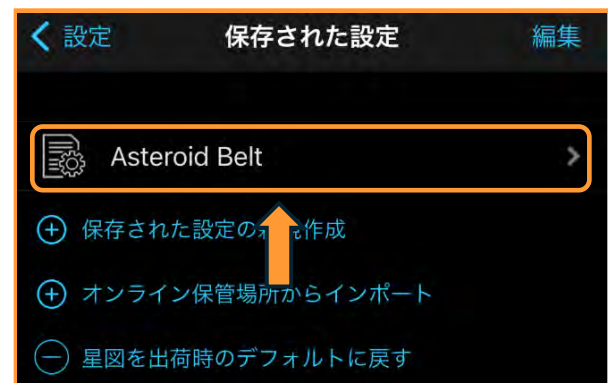 設定 保存された設定 編集
Asteroid Belt
保存された設定の 作成
オンライン保管場所からインポート
星図を出荷時のデフォルトに戻す